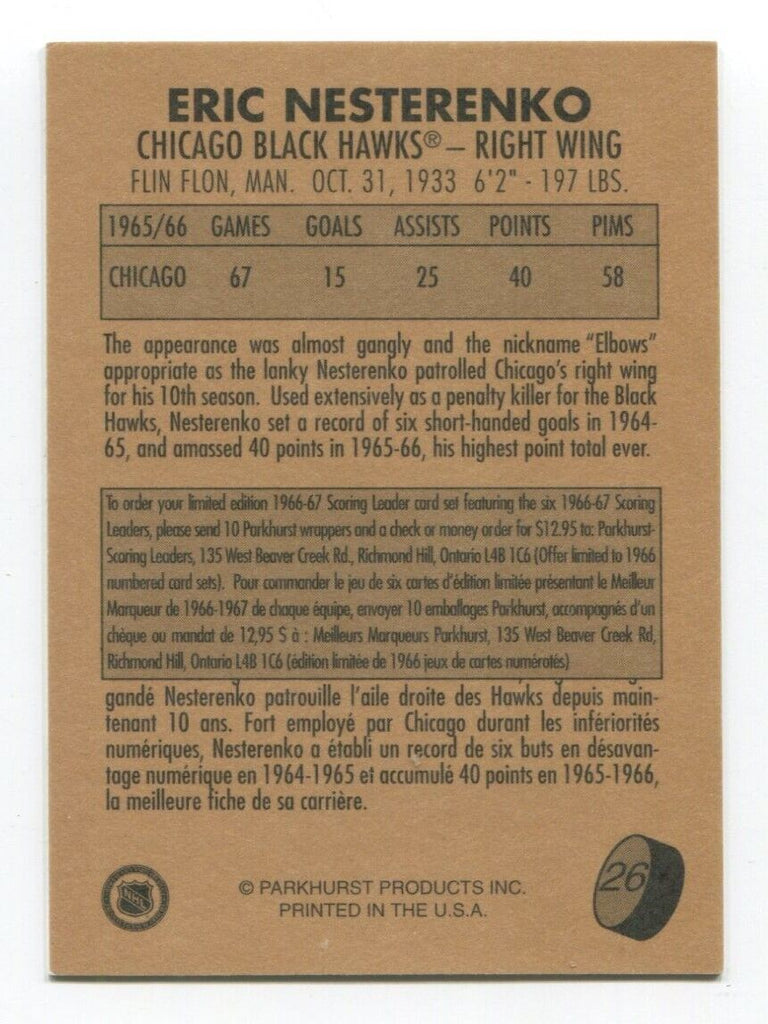 ERIC NESTERENKO
CHICAGO BLACK HAWKS® – RIGHT WING
FLIN FLON, MAN. OCT. 31, 1933 6'2" - 197 LBS.
1965/66 GAMES GOALS ASSISTS POINTS PIMS
CHICAGO 67 15 25 40 58
The appearance was almost gangly and the nickname "Elbows"
appropriate as the lanky Nesterenko patrolled Chicago's right wing
for his 10th season. Used extensively as a penalty killer for the Black
Hawks, Nesterenko set a record of six short-handed goals in 1964-
65, and amassed 40 points in 1965-66, his highest point total ever.
To order your limited edition 1966-67 Scoring Leader card set featuring the six 1966-67 Scoring
Leaders, please send 10 Parkhurst wrappers and a check or money order for $12.95 to: Parkhurst-
Scoring Leaders, 135 West Beaver Creek Rd., Richmond Hill, Ontario L4B 1C6 (Offer limited to 1966
numbered card sets). Pour commander le jeu de six cartes d'édition limitée présentant le Meilleur
Marqueur de 1966-1967 de chaque équipe, envoyer 10 emballages Parkhurst, accompagnés d'un
chèque ou mandat de 12,95 $ à : Meilleurs Marqueurs Parkhurst, 135 West Beaver Creek Rd,
Richmond Hill, Ontario L4B 1C6 (édition limitée de 1966 jeux de cartes numérotés)
gandé Nesterenko patrouille l'aile droite des Hawks depuis main-
tenant 10 ans. Fort employé par Chicago durant les infériorités
numériques, Nesterenko a établi un record de six buts en désavan-
tage numérique en 1964-1965 et accumulé 40 points en 1965-1966,
la meilleure fiche de sa carrière.
NHL
© PARKHURST PRODUCTS INC.
PRINTED IN THE U.S.A.
26